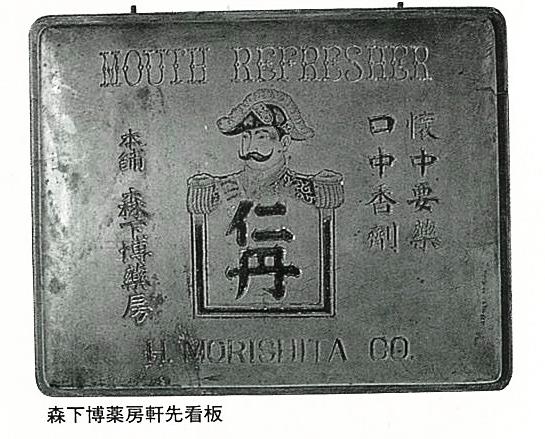 MOUTH REFRESHER
懐中要薬
口中香剤
仁丹
本舗 森下博薬房
H. MORISHITA CO.
森下博薬房軒先看板